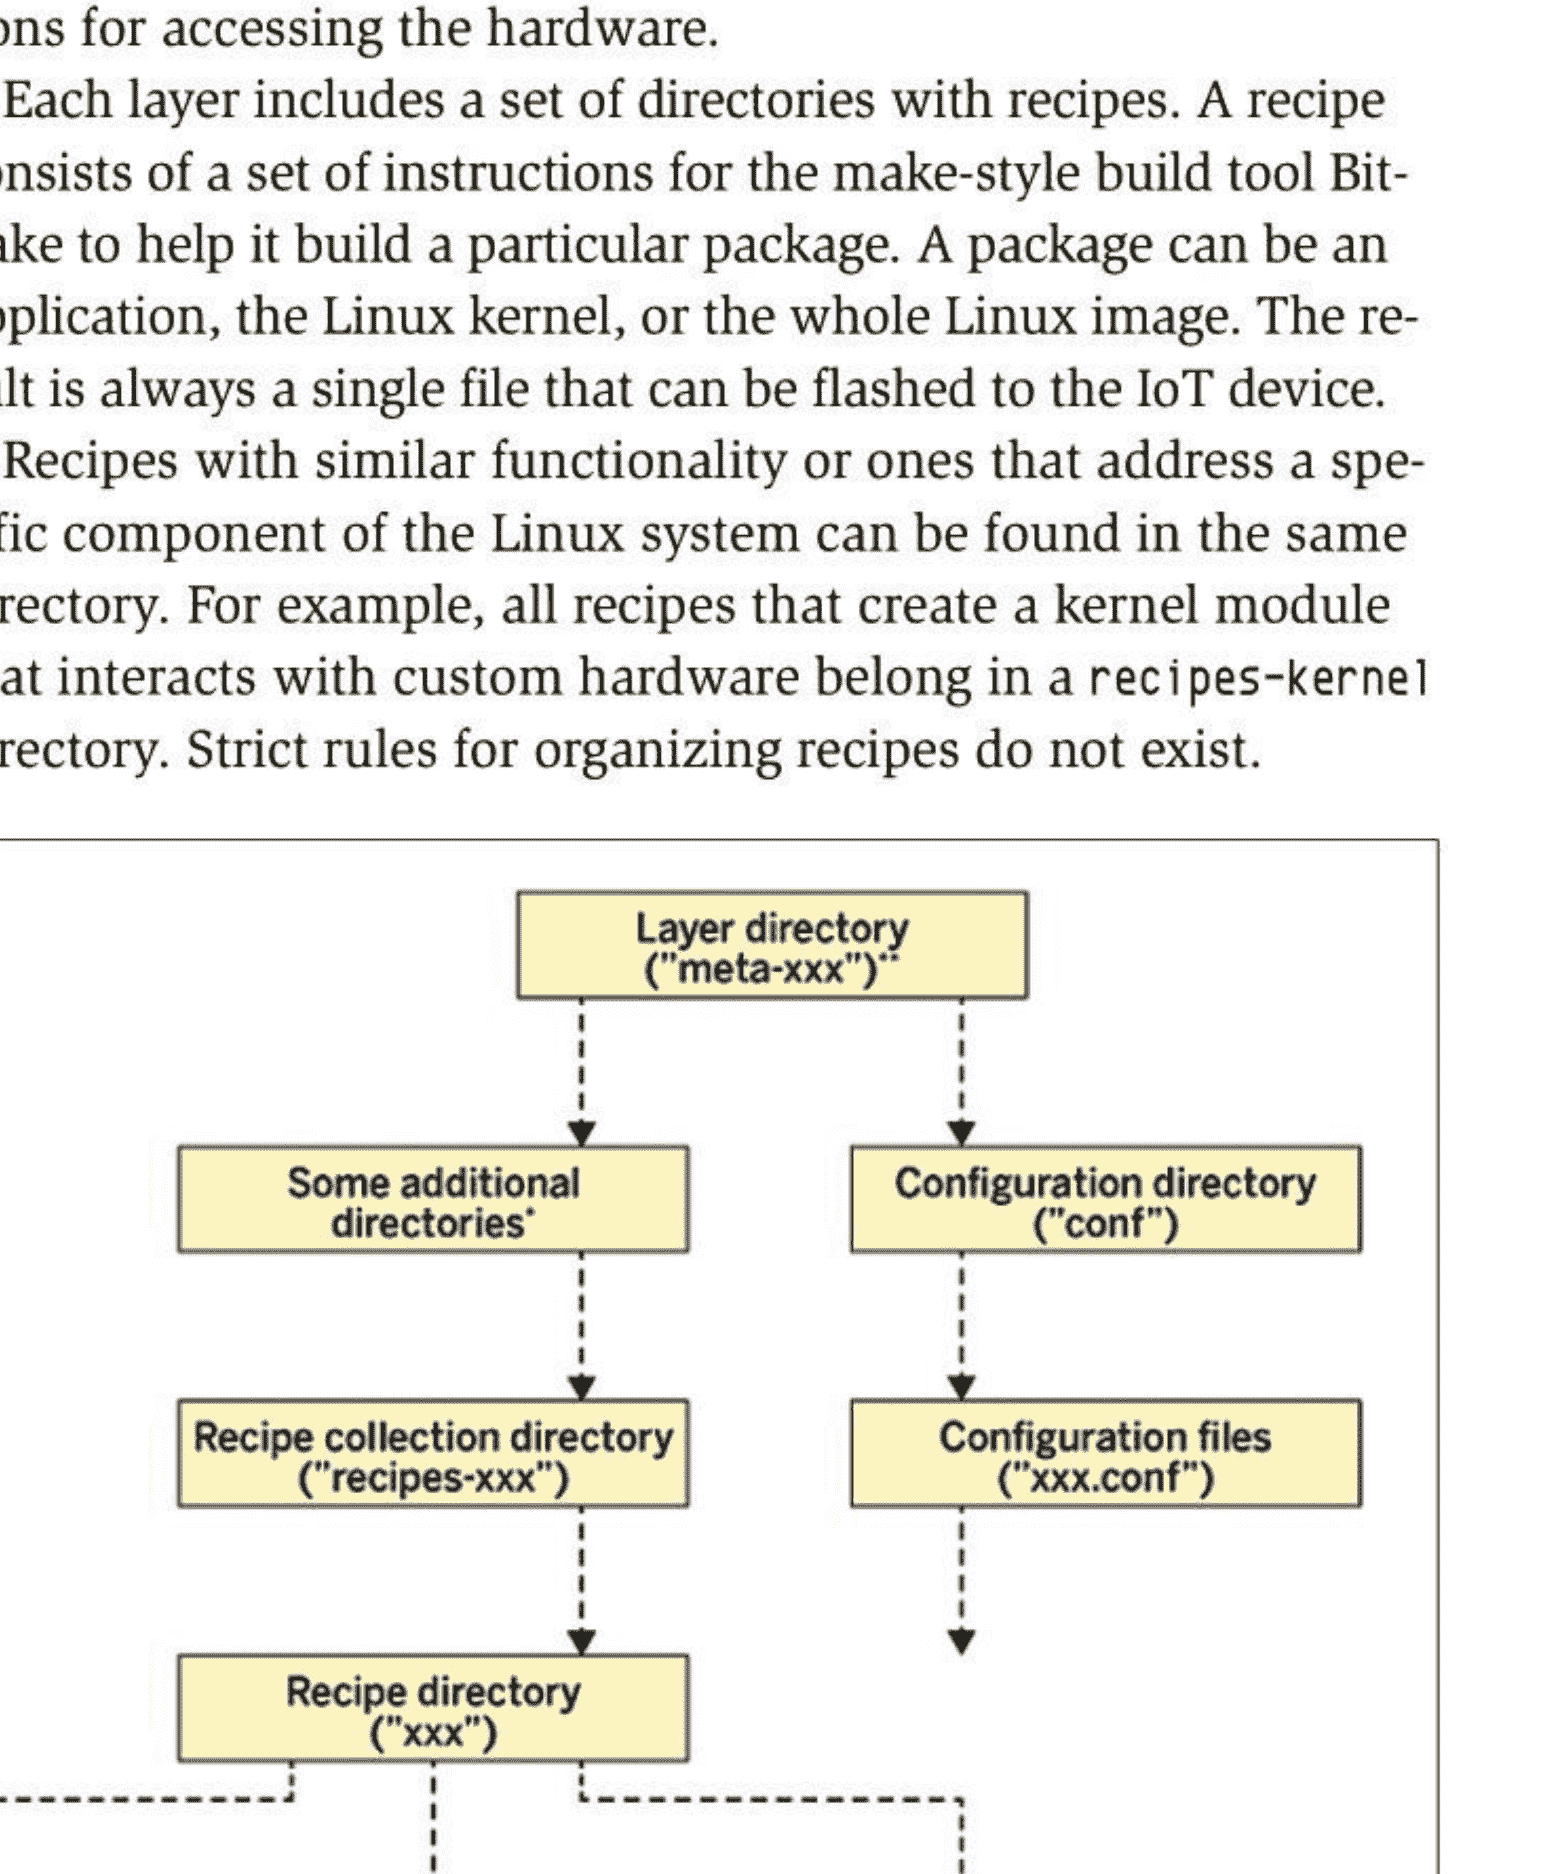 ons for accessing the hardware.
Each layer includes a set of directories with recipes. A recipe
onsists of a set of instructions for the make-style build tool Bit-
ake to help it build a particular package. A package can be an
pplication, the Linux kernel, or the whole Linux image. The re-
ult is always a single file that can be flashed to the IoT device.
Recipes with similar functionality or ones that address a spe-
fic component of the Linux system can be found in the same
rectory. For example, all recipes that create a kernel module
at interacts with custom hardware belong in a recipes-kernel
rectory. Strict rules for organizing recipes do not exist.
Layer directory
("meta-xxx")**
Some additional
directories*
Configuration directory
("conf")
Recipe collection directory
("recipes-xxx")
Configuration files
("xxx.conf")
Recipe directory
("xxx")